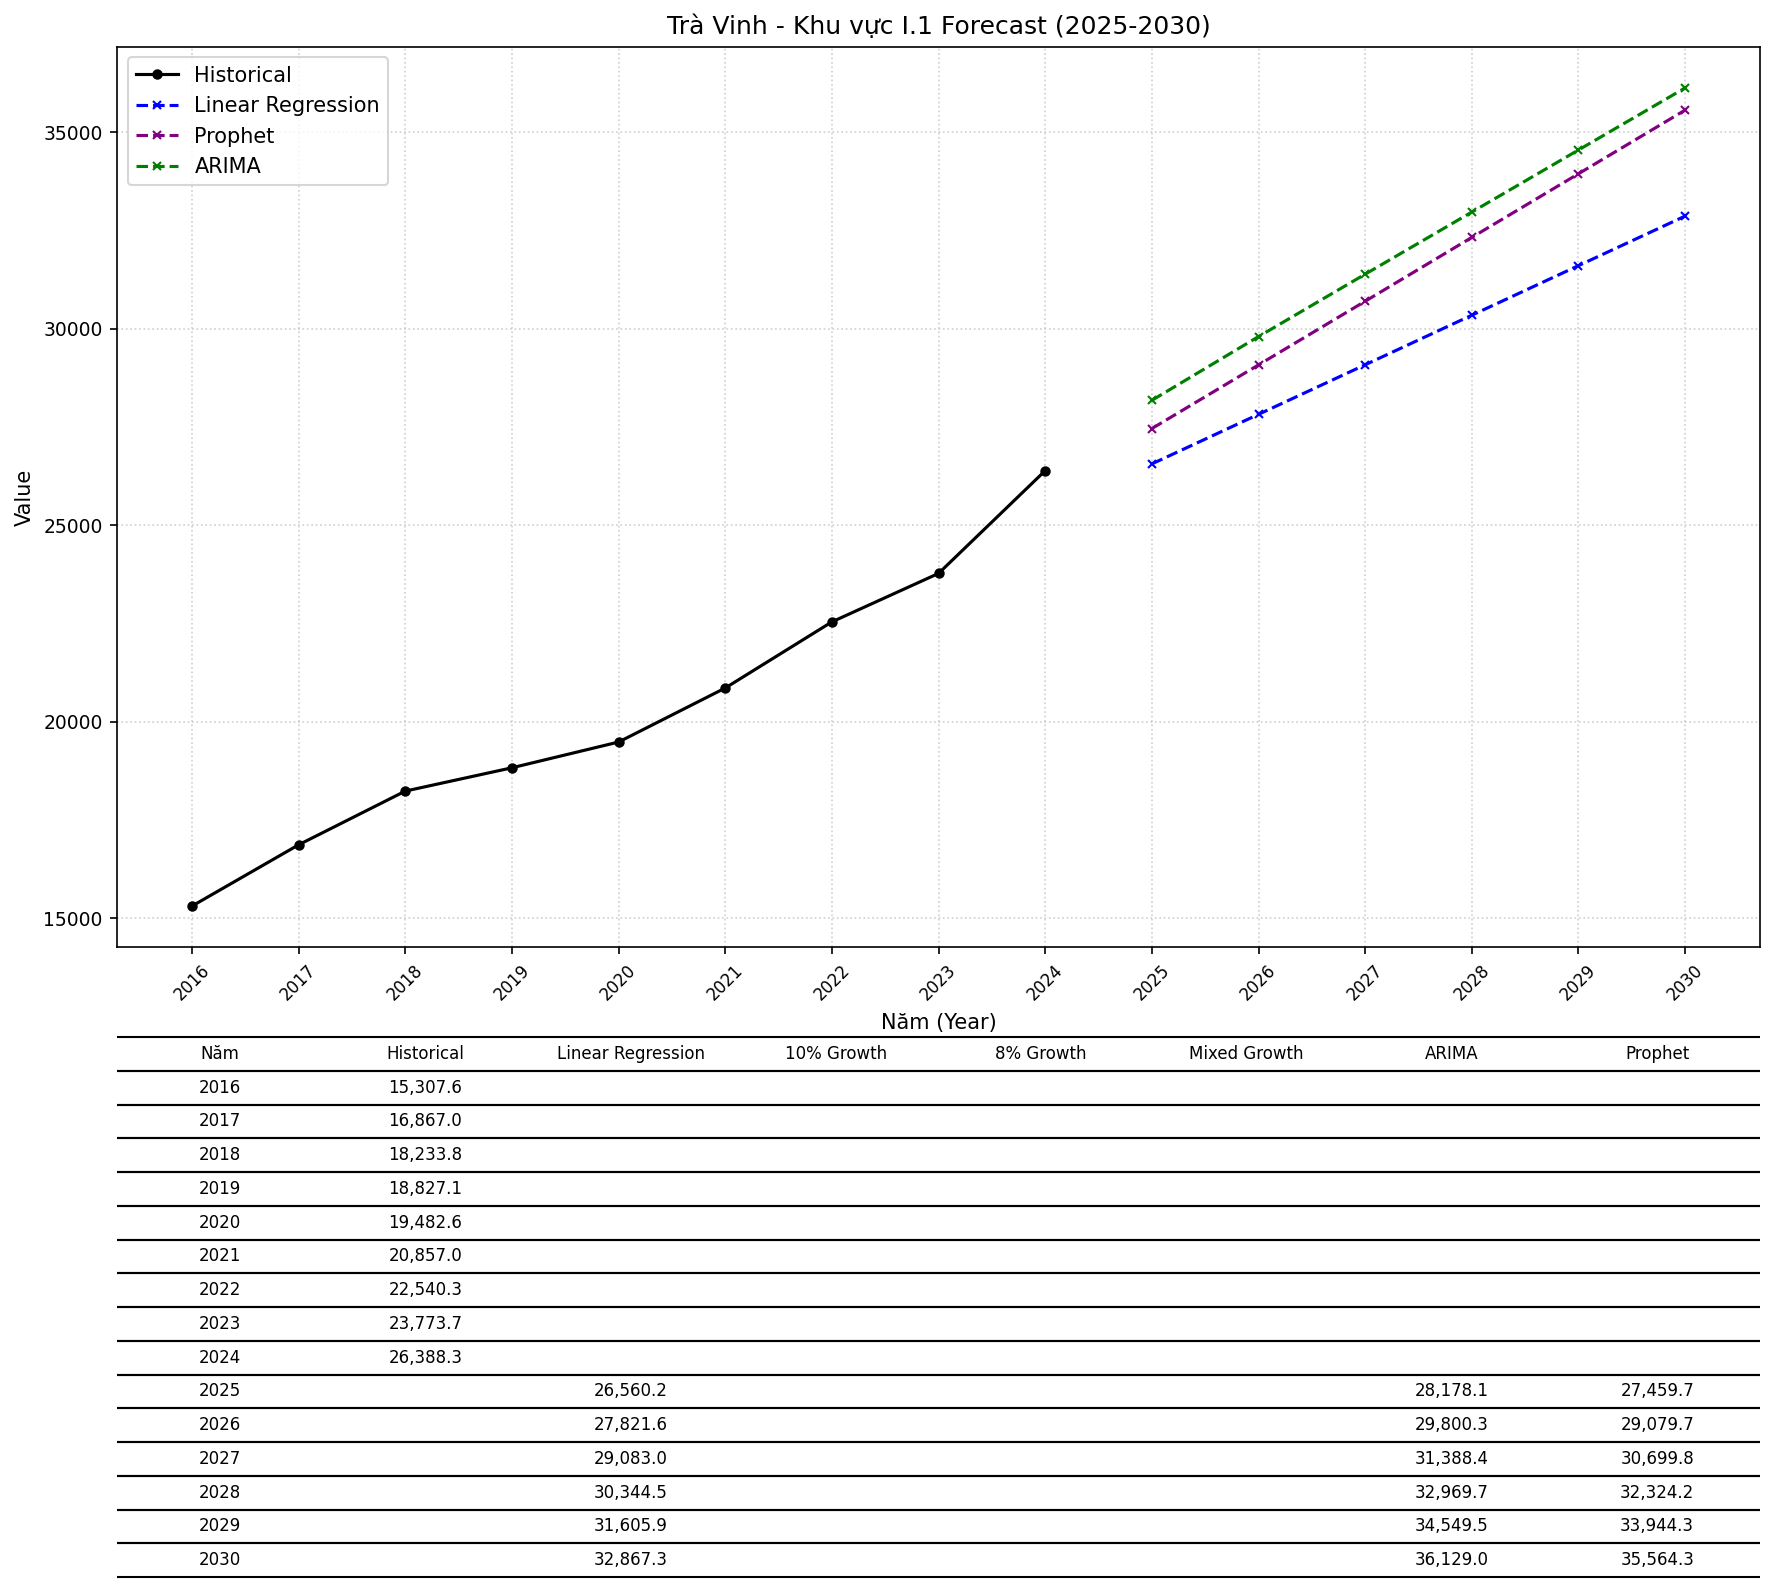 Trà Vinh - Khu vực I.1 Forecast (2025-2030)
Historical
Linear Regression
Prophet
ARIMA
Value
35000
30000
25000
20000
15000
2016 2017 2018 2019 2020 2021 2022 2023 2024 2025 2026 2027 2028 2029 2030
Năm (Year)
Năm Historical Linear Regression 10% Growth 8% Growth Mixed Growth ARIMA Prophet
2016 15,307.6
2017 16,867.0
2018 18,233.8
2019 18,827.1
2020 19,482.6
2021 20,857.0
2022 22,540.3
2023 23,773.7
2024 26,388.3
2025 26,560.2 28,178.1 27,459.7
2026 27,821.6 29,800.3 29,079.7
2027 29,083.0 31,388.4 30,699.8
2028 30,344.5 32,969.7 32,324.2
2029 31,605.9 34,549.5 33,944.3
2030 32,867.3 36,129.0 35,564.3